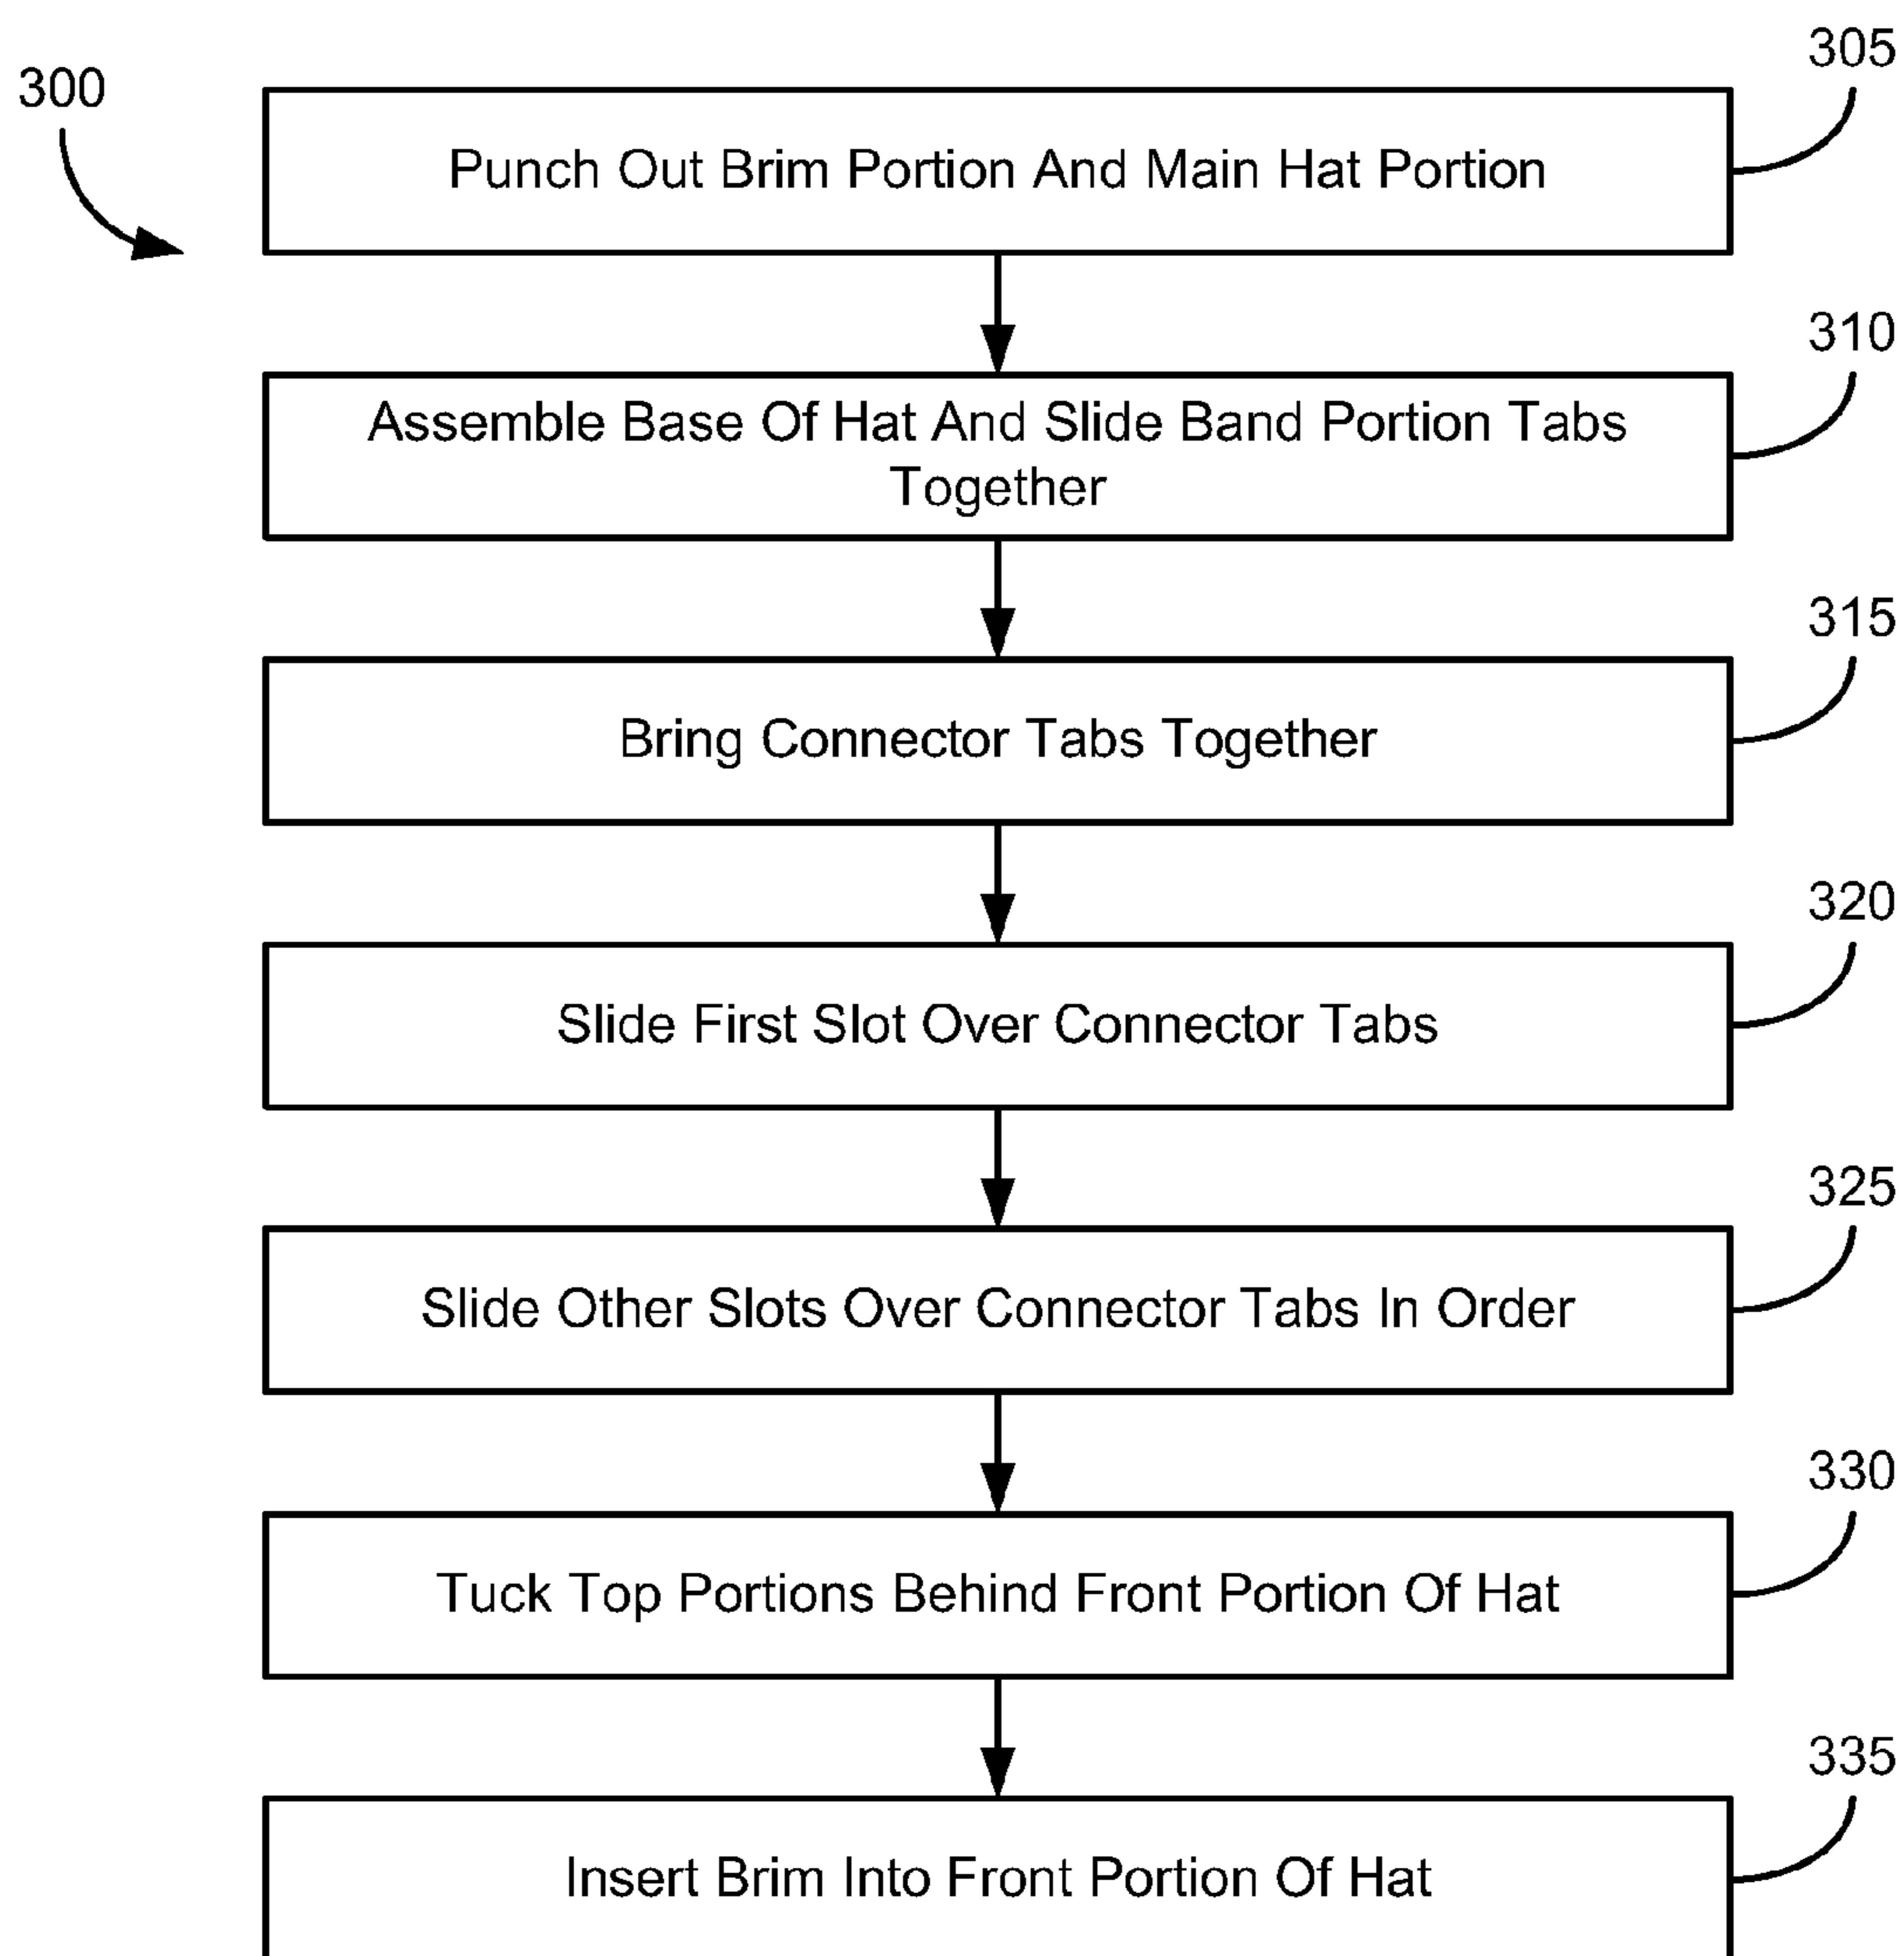 300
305
Punch Out Brim Portion And Main Hat Portion
310
Assemble Base Of Hat And Slide Band Portion Tabs
Together
315
Bring Connector Tabs Together
320
Slide First Slot Over Connector Tabs
325
Slide Other Slots Over Connector Tabs In Order
330
Tuck Top Portions Behind Front Portion Of Hat
335
Insert Brim Into Front Portion Of Hat